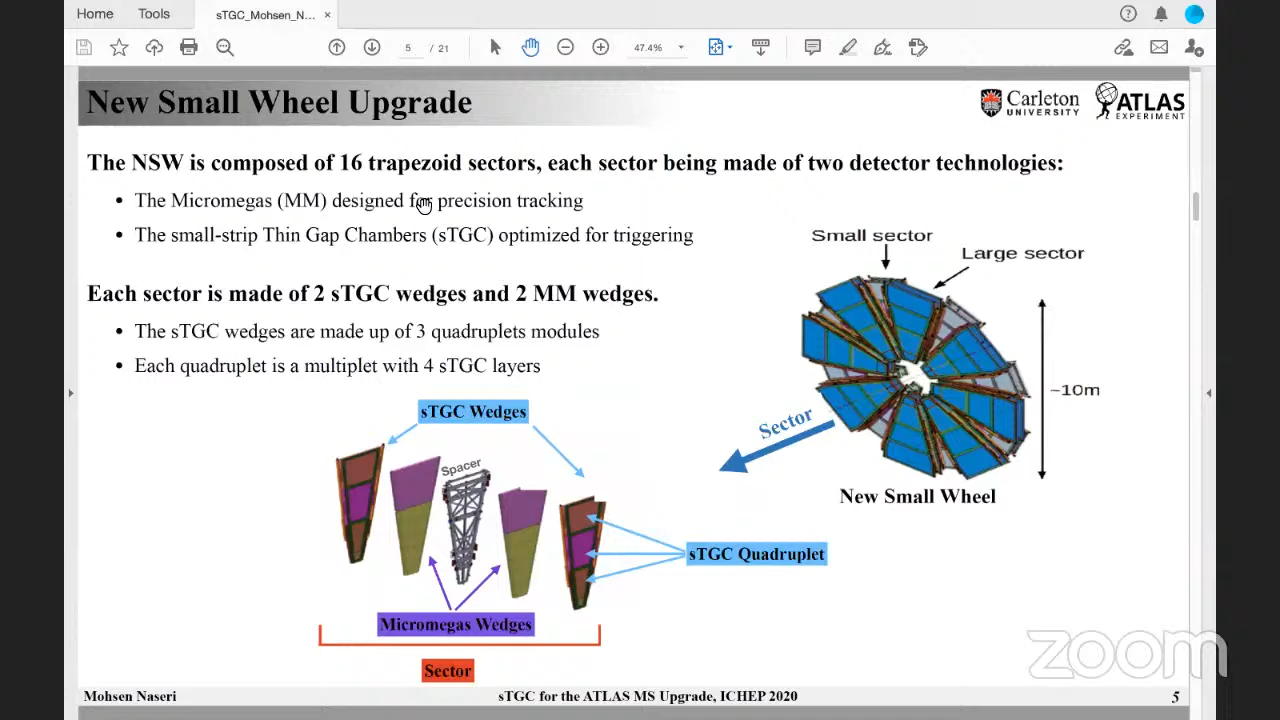 Home
Tools
sTGC_Mohsen_N... ×
5 / 21
47.4%
New Small Wheel Upgrade
Carleton
UNIVERSITY
ATLAS
EXPERIMENT
The NSW is composed of 16 trapezoid sectors, each sector being made of two detector technologies:
• The Micromegas (MM) designed for precision tracking
• The small-strip Thin Gap Chambers (sTGC) optimized for triggering
Small sector
Large sector
Each sector is made of 2 sTGC wedges and 2 MM wedges.
• The sTGC wedges are made up of 3 quadruplets modules
• Each quadruplet is a multiplet with 4 sTGC layers
~10m
sTGC Wedges
Sector
Spacer
New Small Wheel
sTGC Quadruplet
Micromegas Wedges
Sector
zoom
Mohsen Naseri
sTGC for the ATLAS MS Upgrade, ICHEP 2020
5